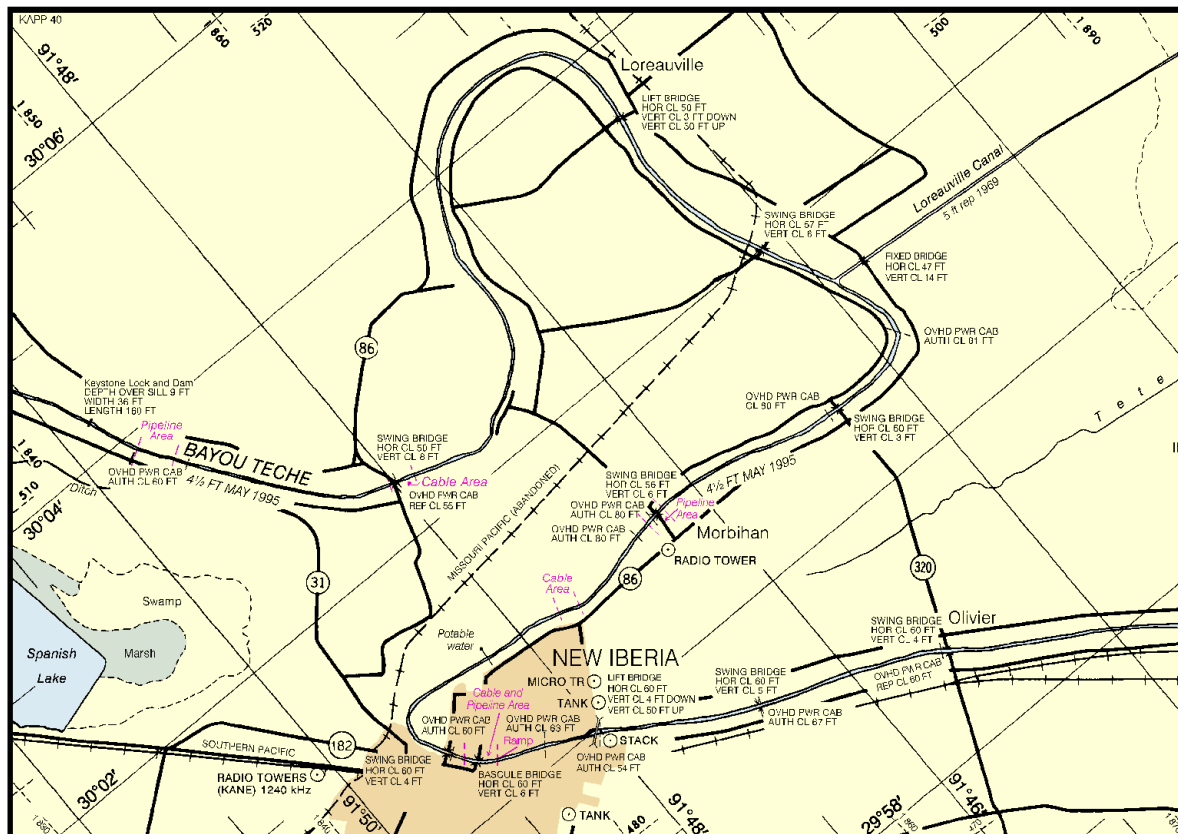 KAPP 40
860
520
500
1 890
91°48'
1 850
30°06'
Loreauville
LIFT BRIDGE
HOR CL 50 FT
VERT CL 3 FT DOWN
VERT CL 50 FT UP
Loreauville Canal
5 ft rep 1969
SWING BRIDGE
HOR CL 57 FT
VERT CL 6 FT
FIXED BRIDGE
HOR CL 47 FT
VERT CL 14 FT
OVHD PWR CAB
AUTH CL 81 FT
86
Keystone Lock and Dam
DEPTH OVER SILL 9 FT
WIDTH 36 FT
LENGTH 160 FT
Pipeline
Area
BAYOU TECHE
OVHD PWR CAB
CL 80 FT
SWING BRIDGE
HOR CL 60 FT
VERT CL 3 FT
Tete
1 840
510
30°04'
Ditch
OVHD PWR CAB
AUTH CL 60 FT
4½ FT MAY 1995
SWING BRIDGE
HOR CL 50 FT
VERT CL 8 FT
Cable Area
OVHD PWR CAB
REF CL 55 FT
MISSOURI PACIFIC (ABANDONED)
SWING BRIDGE
HOR CL 56 FT
VERT CL 6 FT
OVHD PWR CAB
AUTH CL 80 FT
OVHD PWR CAB
AUTH CL 80 FT
Pipeline
Area
4½ FT MAY 1995
Morbihan
RADIO TOWER
86
320
31
Cable
Area
Swamp
Marsh
Spanish
Lake
Potable
water
Olivier
SWING BRIDGE
HOR CL 60 FT
VERT CL 4 FT
NEW IBERIA
MICRO TR
TANK
LIFT BRIDGE
HOR CL 60 FT
VERT CL 4 FT DOWN
VERT CL 50 FT UP
SWING BRIDGE
HOR CL 60 FT
VERT CL 5 FT
OVHD PWR CAB
REP CL 60 FT
OVHD PWR CAB
AUTH CL 67 FT
Cable and
Pipeline Area
OVHD PWR CAB
AUTH CL 60 FT
OVHD PWR CAB
AUTH CL 63 FT
Ramp
STACK
OVHD PWR CAB
AUTH CL 54 FT
SOUTHERN PACIFIC
182
SWING BRIDGE
HOR CL 60 FT
VERT CL 4 FT
RADIO TOWERS
(KANE) 1240 kHz
BASCULE BRIDGE
HOR CL 60 FT
VERT CL 6 FT
TANK
30°02'
91°50'
480
91°48'
29°58'
91°46'